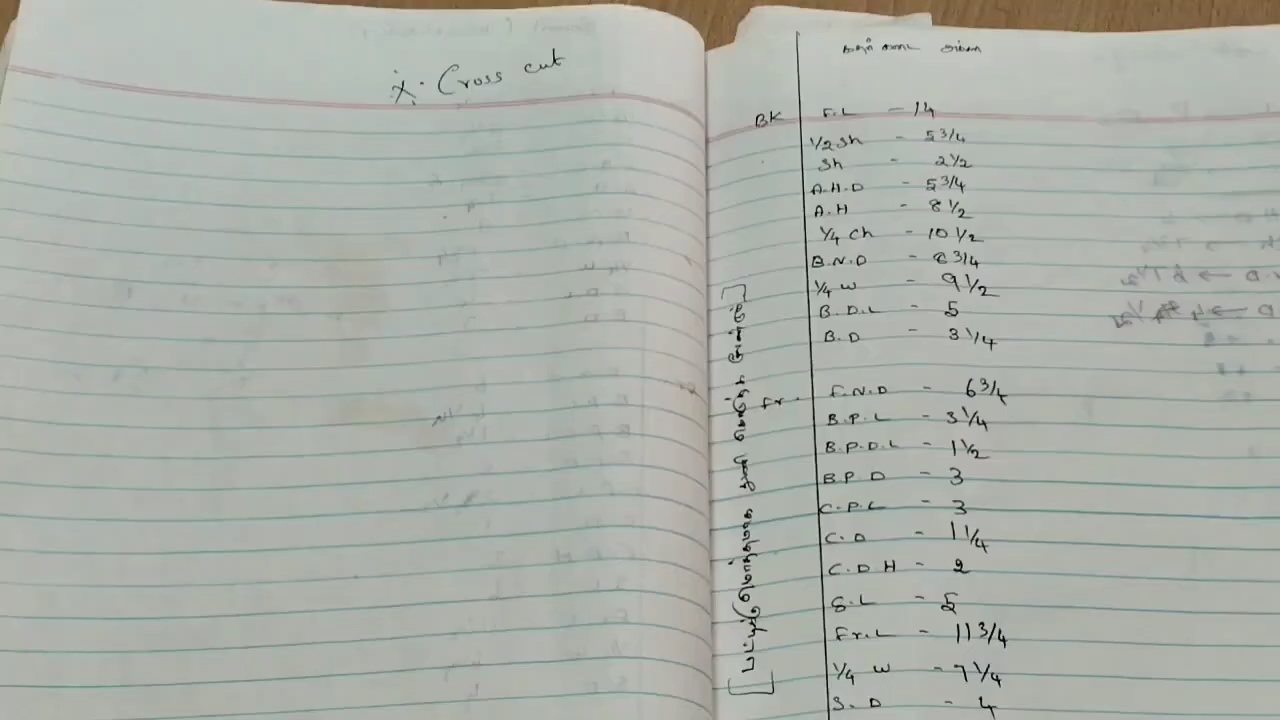 X. Cross cut
BK F.L - 14
1/2 Sh - 5 3/4
Sh - 2 1/2
A.H.D - 5 3/4
A.H - 8 1/2
1/4 Ch - 10 1/2
B.N.D - 8 3/4
1/4 W - 9 1/2
B.D.L - 5
B.D - 3 1/4
Fr. F.N.D - 6 3/4
B.P.L - 3 1/4
B.P.D.L - 1 1/2
B.P.D - 3
C.P.L - 3
C.D - 1 1/4
C.D H - 2
S.L - 5
Fr.L - 11 3/4
1/4 W - 7 1/4
S.D - 4